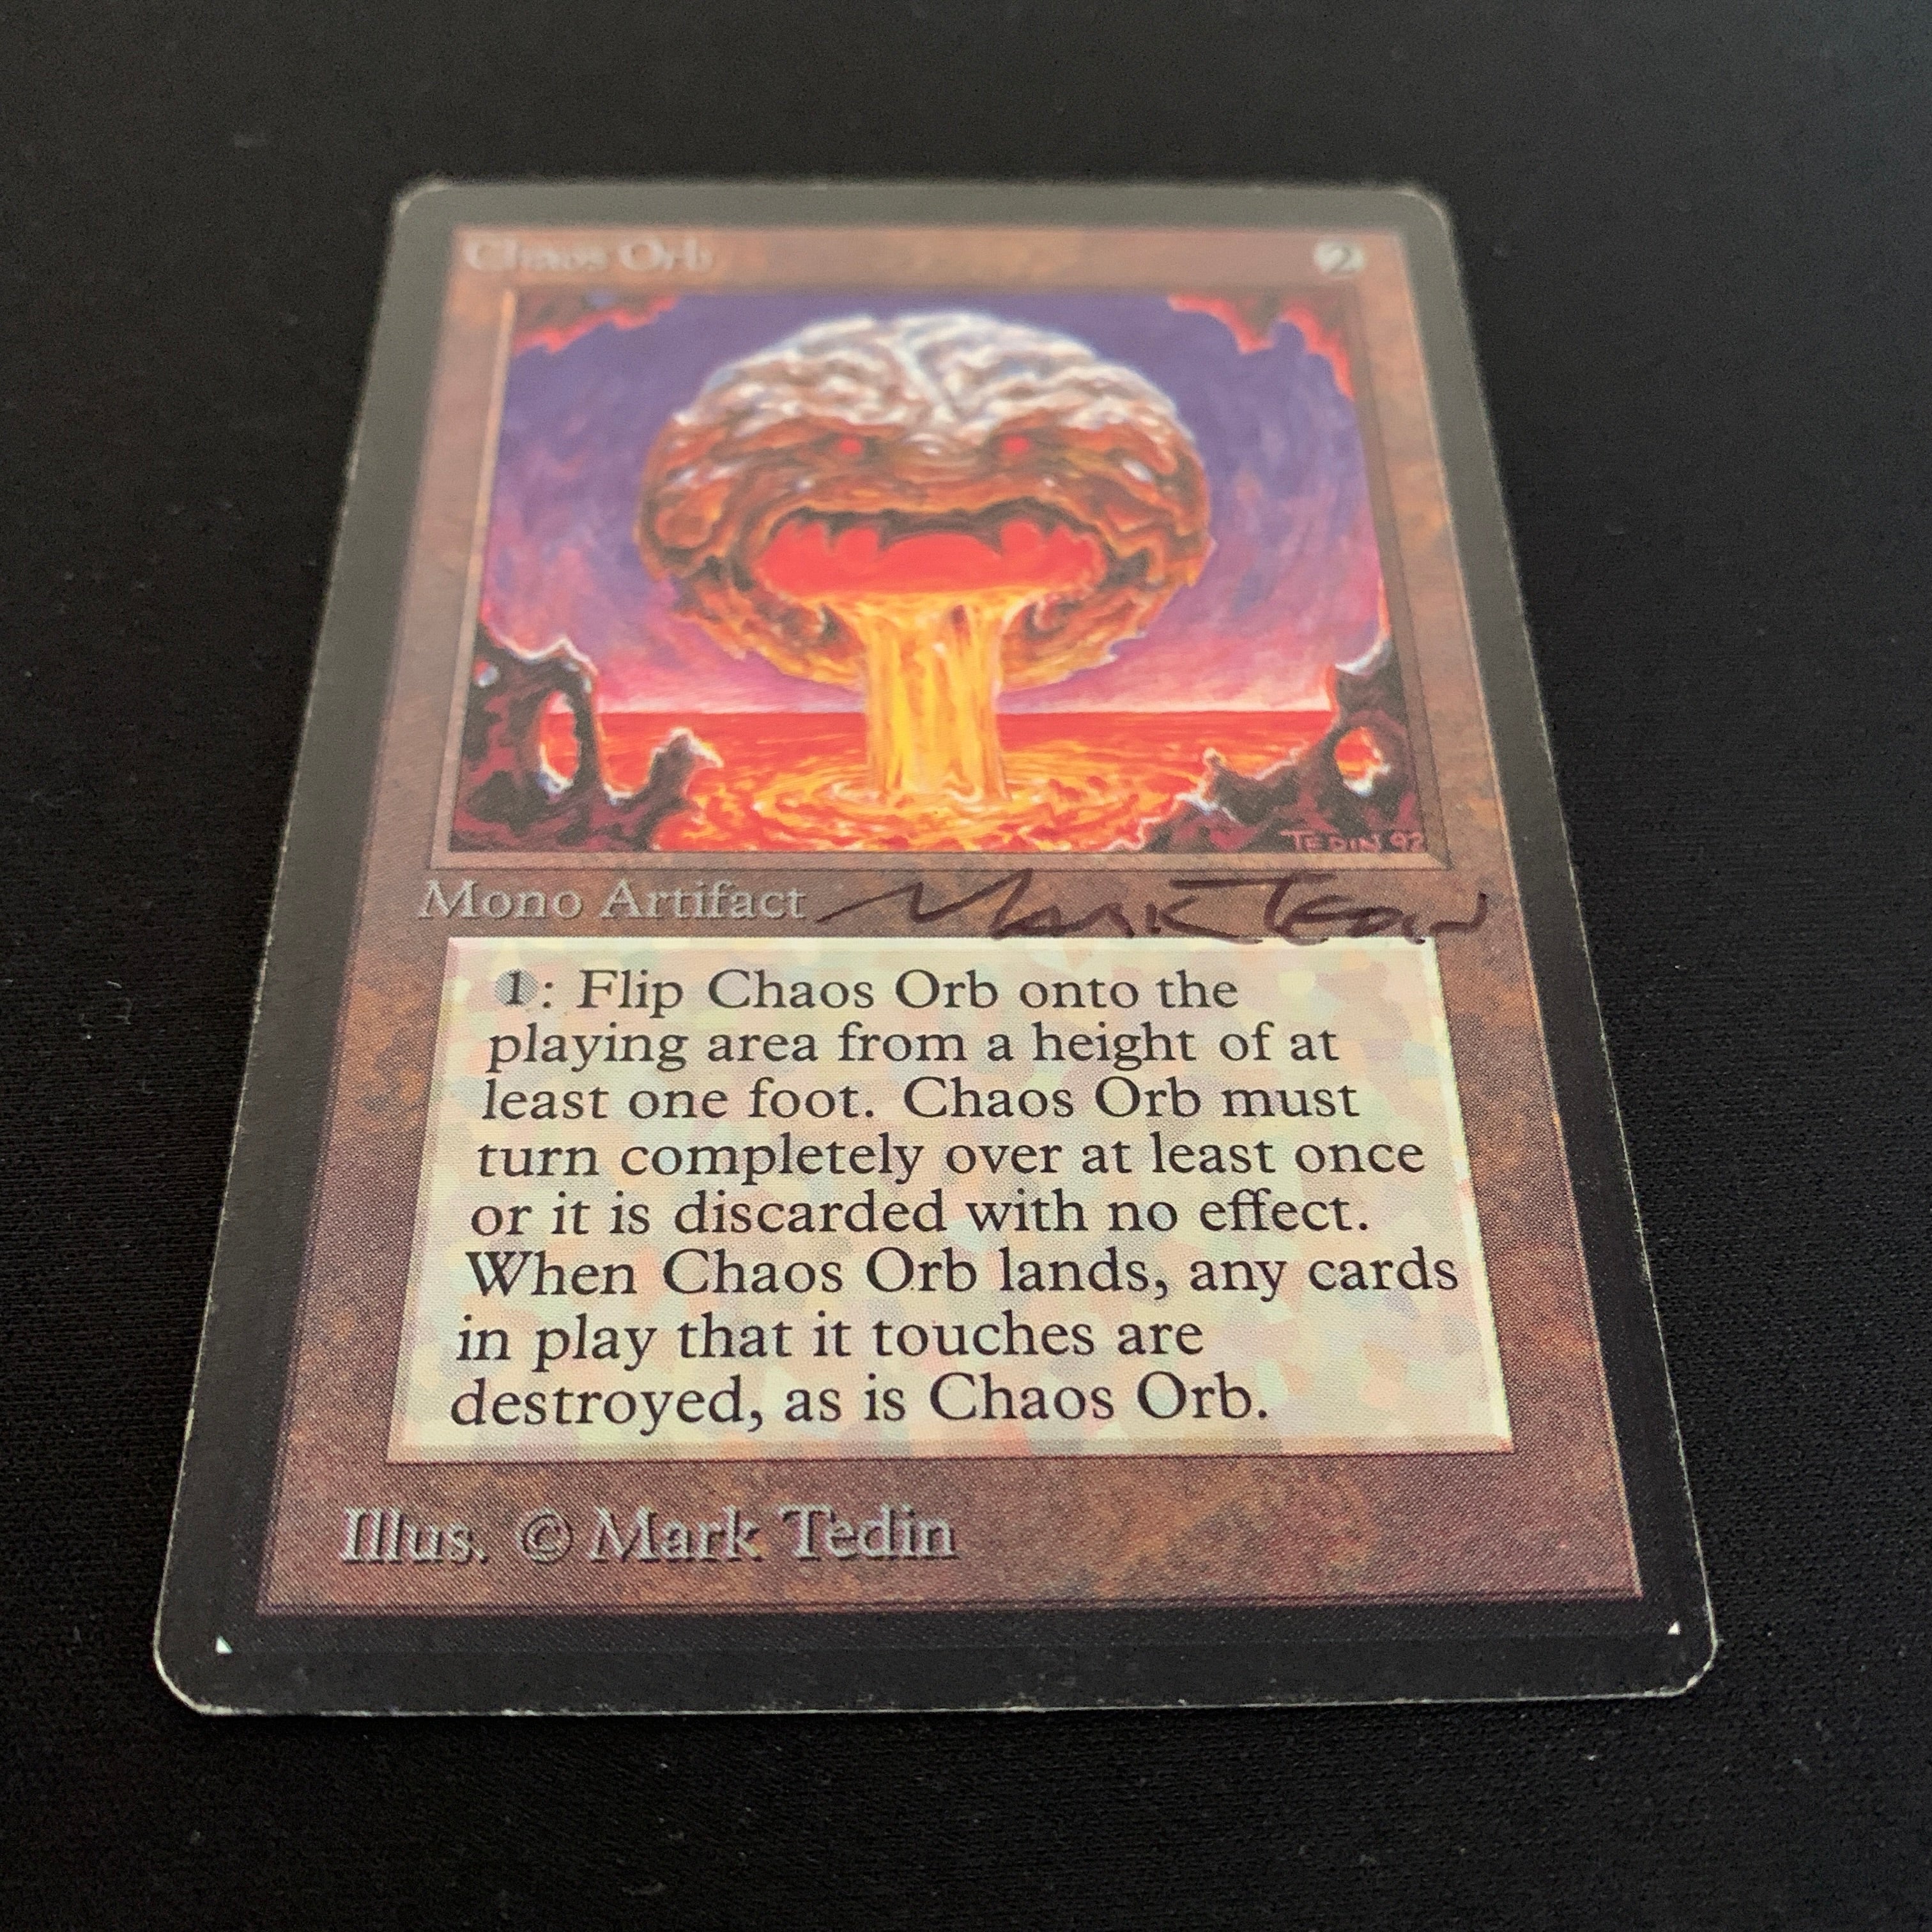 Chaos Orb 2
TEDIN 92
Mono Artifact Mark Tedin
1: Flip Chaos Orb onto the
playing area from a height of at
least one foot. Chaos Orb must
turn completely over at least once
or it is discarded with no effect.
When Chaos Orb lands, any cards
in play that it touches are
destroyed, as is Chaos Orb.
Illus. © Mark Tedin